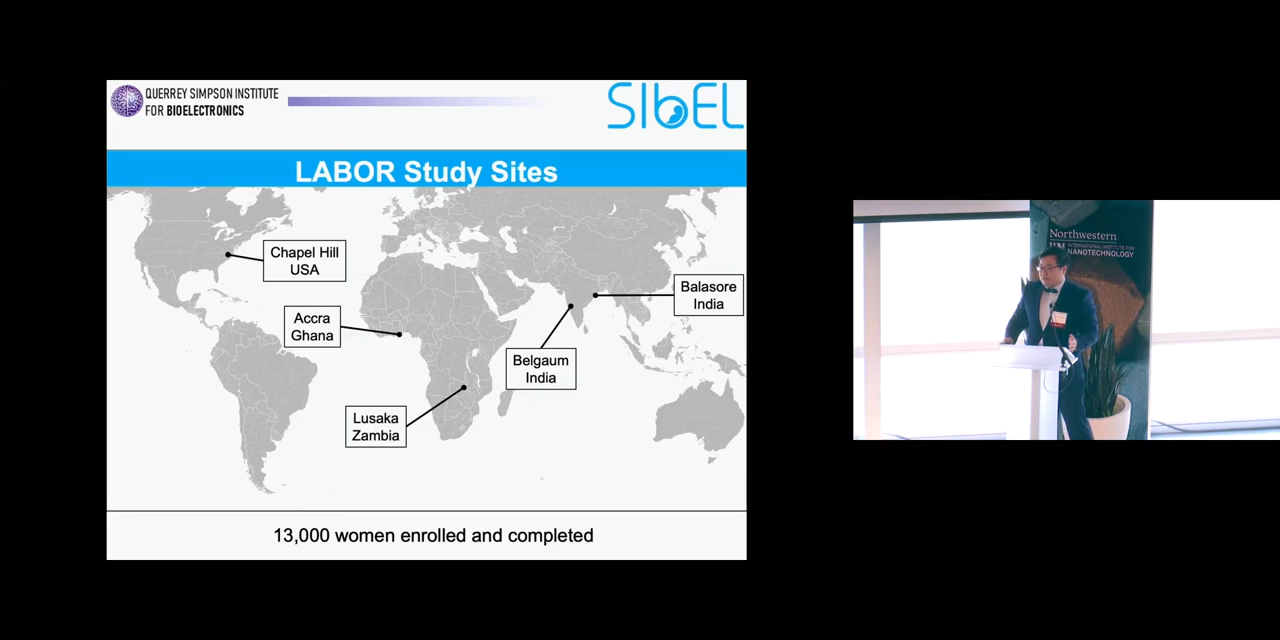 QUERREY SIMPSON INSTITUTE
FOR BIOELECTRONICS
SIbEL
LABOR Study Sites
Chapel Hill
USA
Accra
Ghana
Lusaka
Zambia
Belgaum
India
Balasore
India
13,000 women enrolled and completed
Northwestern
INTERNATIONAL INSTITUTE FOR
NANOTECHNOLOGY